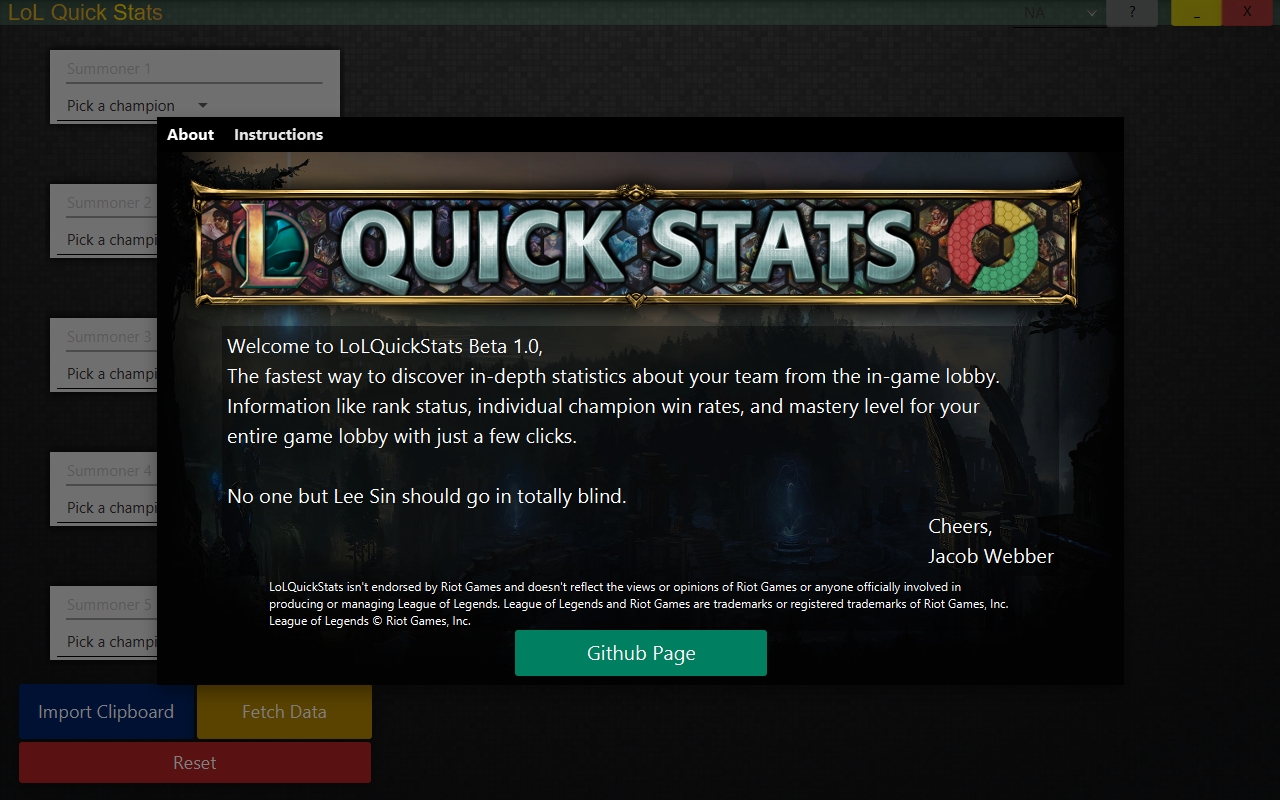 LoL Quick Stats
NA
?
_
X
Summoner 1
Pick a champion
About
Instructions
L QUICK STATS
Summoner 2
Pick a champi
Summoner 3
Pick a champi
Summoner 4
Pick a champi
Summoner 5
Pick a champi
Welcome to LoLQuickStats Beta 1.0,
The fastest way to discover in-depth statistics about your team from the in-game lobby.
Information like rank status, individual champion win rates, and mastery level for your
entire game lobby with just a few clicks.
No one but Lee Sin should go in totally blind.
Cheers,
Jacob Webber
LoLQuickStats isn't endorsed by Riot Games and doesn't reflect the views or opinions of Riot Games or anyone officially involved in
producing or managing League of Legends. League of Legends and Riot Games are trademarks or registered trademarks of Riot Games, Inc.
League of Legends © Riot Games, Inc.
Github Page
Import Clipboard
Fetch Data
Reset